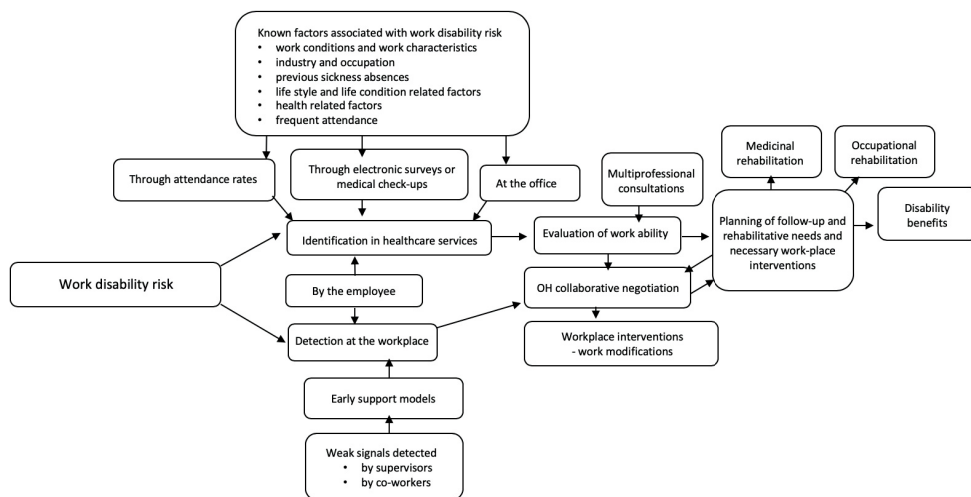 Known factors associated with work disability risk
• work conditions and work characteristics
• industry and occupation
• previous sickness absences
• life style and life condition related factors
• health related factors
• frequent attendance
Through attendance rates
Through electronic surveys or
medical check-ups
At the office
Multiprofessional
consultations
Medicinal
rehabilitation
Occupational
rehabilitation
Identification in healthcare services
Evaluation of work ability
Planning of follow-up and
rehabilitative needs and
necessary work-place
interventions
Disability
benefits
Work disability risk
By the employee
OH collaborative negotiation
Detection at the workplace
Workplace interventions
- work modifications
Early support models
Weak signals detected
• by supervisors
• by co-workers